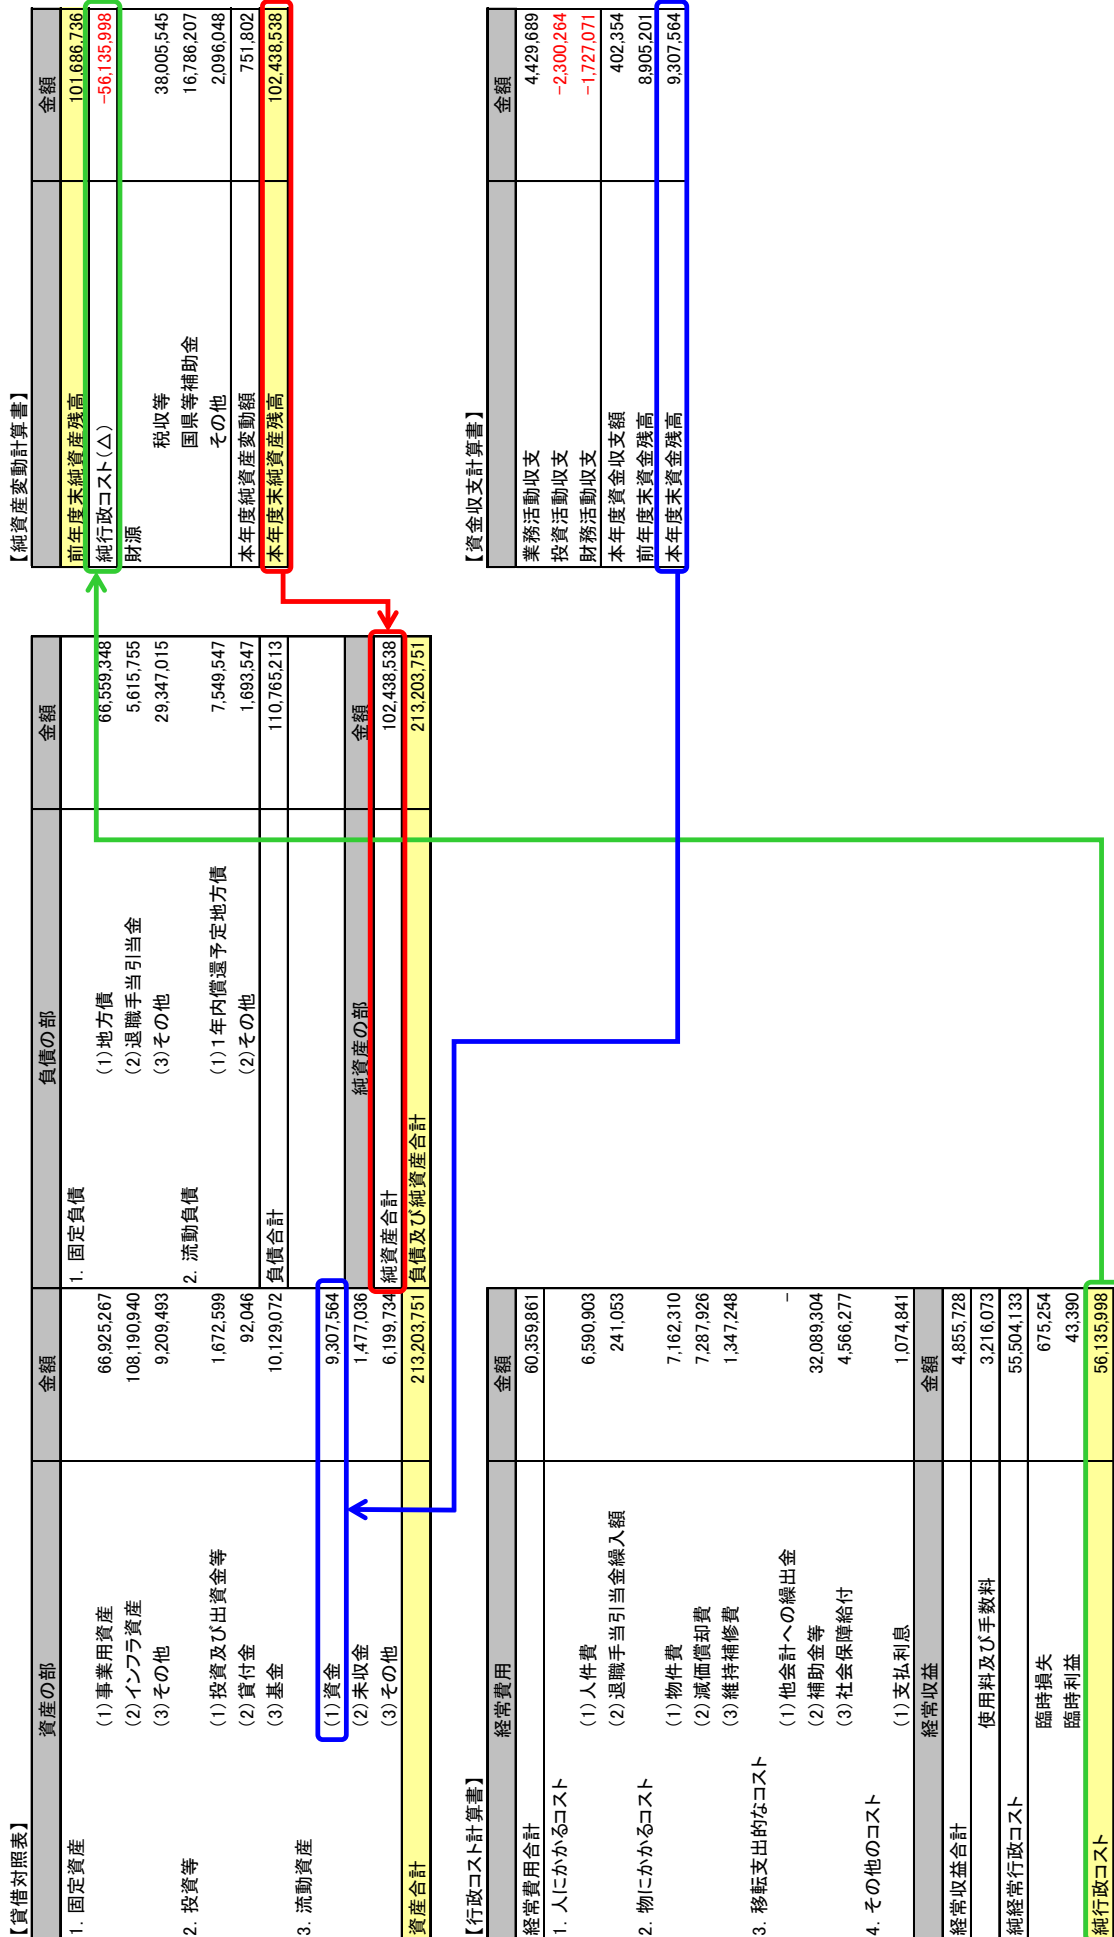 【貸借対照表】
資産の部 金額 負債の部 金額
1. 固定資産 1. 固定負債
(1)事業用資産 66,925,267 (1)地方債 66,559,348
(2)インフラ資産 108,190,940 (2)退職手当引当金 5,615,755
(3)その他 9,209,493 (3)その他 29,347,015
2. 投資等 2. 流動負債
(1)投資及び出資金等 1,672,599 (1)1年内償還予定地方債 7,549,547
(2)貸付金 92,046 (2)その他 1,693,547
(3)基金 10,129,072 負債合計 110,765,213
3. 流動資産
(1)資金 9,307,564
(2)未収金 1,477,036 純資産の部 金額
(3)その他 6,199,734 純資産合計 102,438,538
資産合計 213,203,751 負債及び純資産合計 213,203,751
【純資産変動計算書】
金額
前年度末純資産残高 101,686,736
純行政コスト(△) -56,135,998
財源
税収等 38,005,545
国県等補助金 16,786,207
その他 2,096,048
本年度純資産変動額 751,802
本年度末純資産残高 102,438,538
【行政コスト計算書】
経常費用 金額
経常費用合計 60,359,861
1. 人にかかるコスト
(1)人件費 6,590,903
(2)退職手当引当金繰入額 241,053
2. 物にかかるコスト
(1)物件費 7,162,310
(2)減価償却費 7,287,926
(3)維持補修費 1,347,248
3. 移転支出的なコスト
(1)他会計への繰出金 -
(2)補助金等 32,089,304
(3)社会保障給付 4,566,277
4. その他のコスト
(1)支払利息 1,074,841
経常収益 金額
経常収益合計 4,855,728
使用料及び手数料 3,216,073
純経常行政コスト 55,504,133
臨時損失 675,254
臨時利益 43,390
純行政コスト 56,135,998
【資金収支計算書】
金額
業務活動収支 4,429,689
投資活動収支 -2,300,264
財務活動収支 -1,727,071
本年度資金収支額 402,354
前年度末資金残高 8,905,201
本年度末資金残高 9,307,564